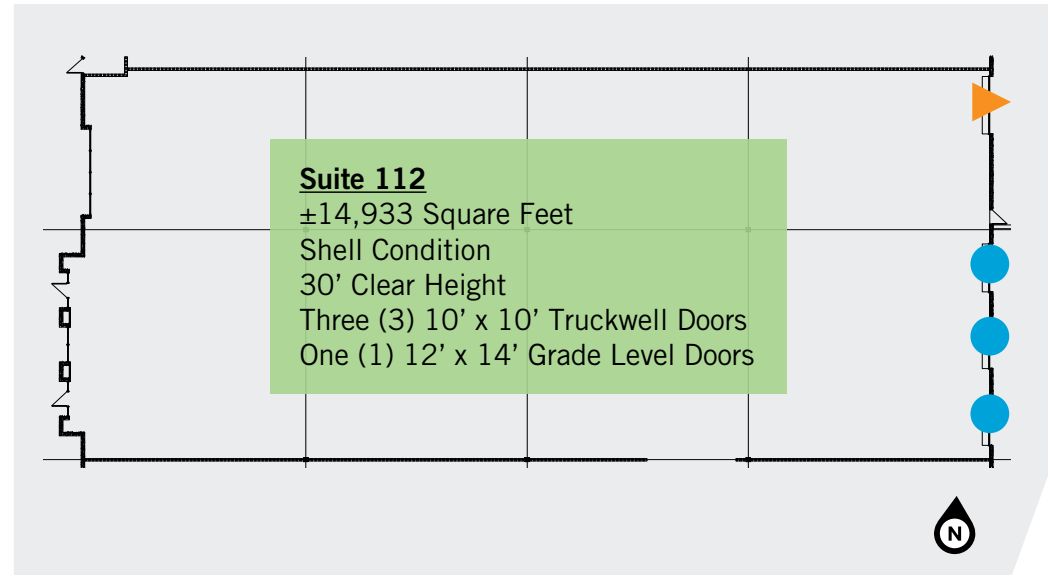 Suite 112
±14,933 Square Feet
Shell Condition
30’ Clear Height
Three (3) 10’ x 10’ Truckwell Doors
One (1) 12’ x 14’ Grade Level Doors
N